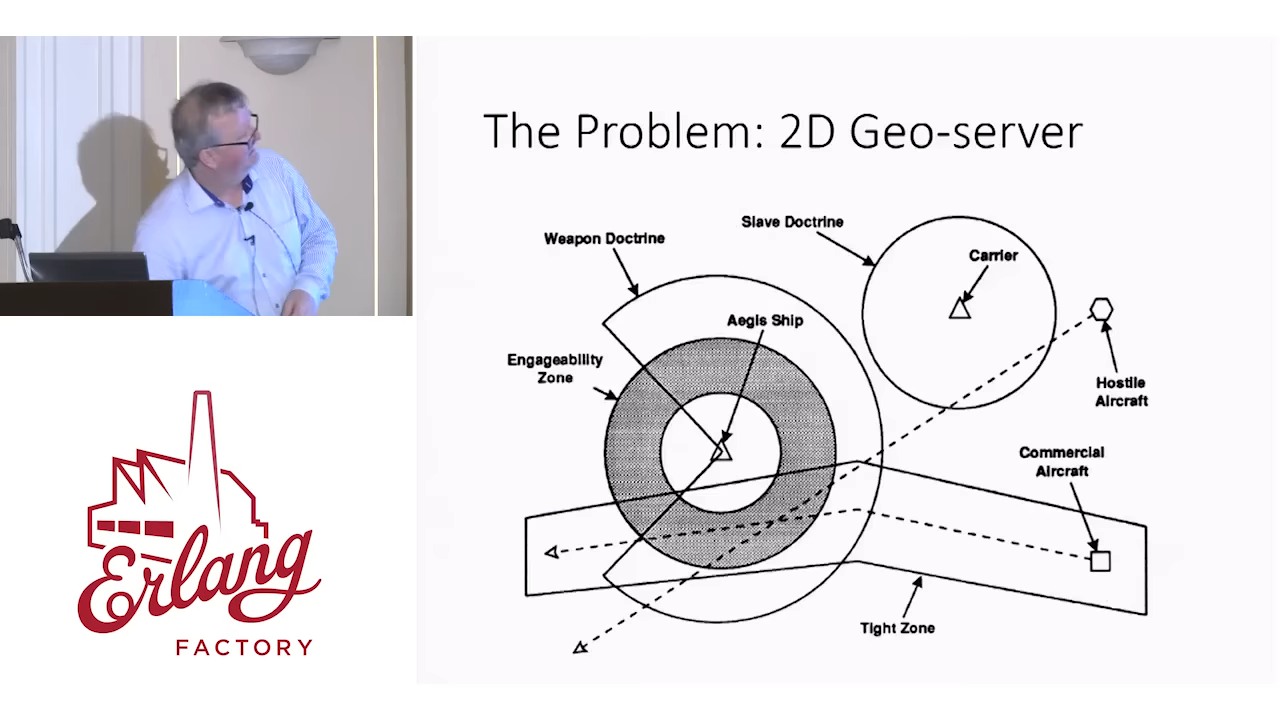 The Problem: 2D Geo-server
Slave Doctrine
Weapon Doctrine
Carrier
Aegis Ship
Engageability
Zone
Hostile
Aircraft
Commercial
Aircraft
Tight Zone
Erlang
FACTORY